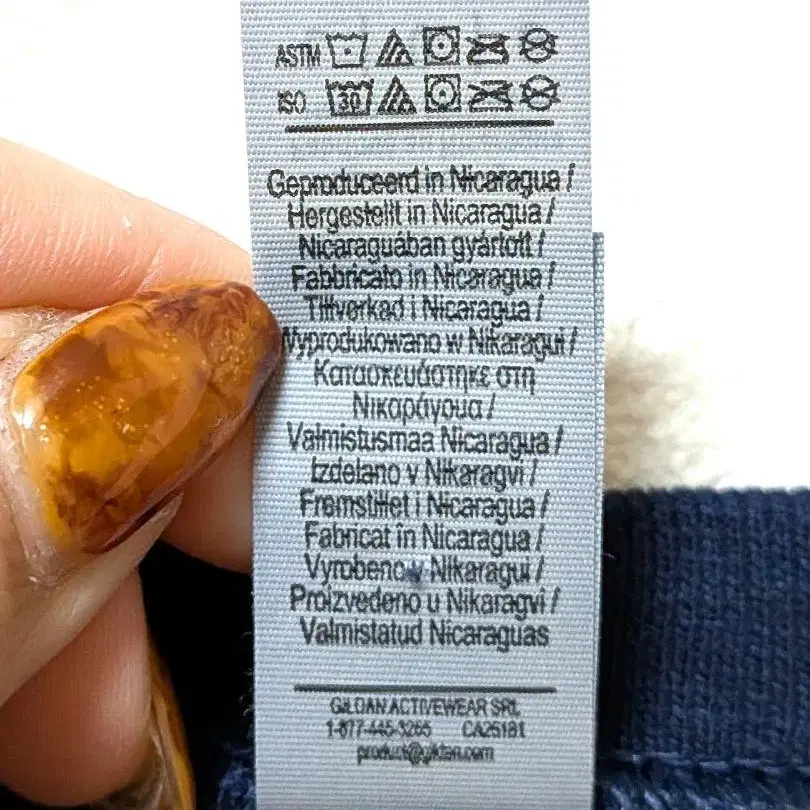 ASTM
ISO 30
Geproduceerd in Nicaragua /
Hergestellt in Nicaragua /
Nicaraguában gyártott /
Fabbricato in Nicaragua /
Tillverkad i Nicaragua /
Wyprodukowano w Nikaragui /
Κατασκευάστηκε στη
Νικαράγουα /
Valmistusmaa Nicaragua /
Izdelano v Nikaragvi /
Fremstillet i Nicaragua /
Fabricat în Nicaragua /
Vyrobeno v Nikaragui /
Proizvedeno u Nikaragvi /
Valmistatud Nicaraguas
GILDAN ACTIVEWEAR SRL
1-877-445-3265 CA25181
product@gildan.com